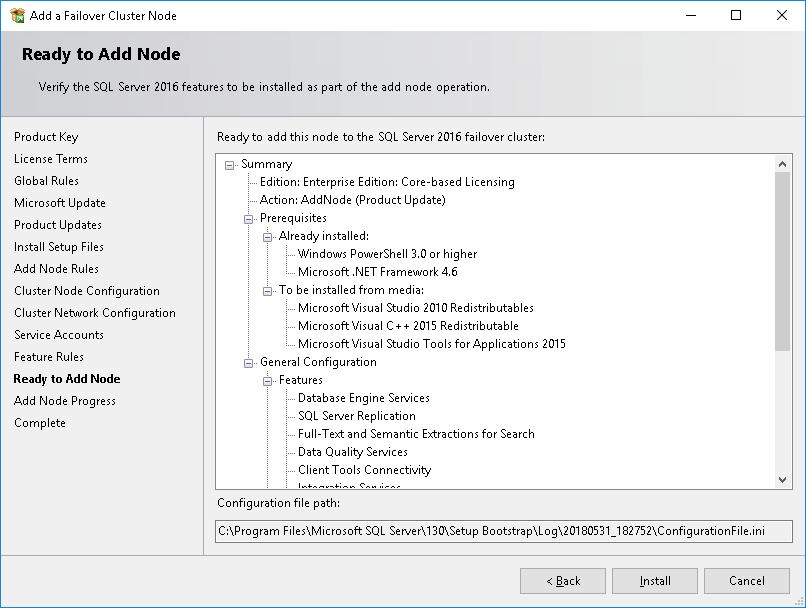 Add a Failover Cluster Node
Ready to Add Node
Verify the SQL Server 2016 features to be installed as part of the add node operation.
Product Key
License Terms
Global Rules
Microsoft Update
Product Updates
Install Setup Files
Add Node Rules
Cluster Node Configuration
Cluster Network Configuration
Service Accounts
Feature Rules
Ready to Add Node
Add Node Progress
Complete
Ready to add this node to the SQL Server 2016 failover cluster:
Summary
Edition: Enterprise Edition: Core-based Licensing
Action: AddNode (Product Update)
Prerequisites
Already installed:
Windows PowerShell 3.0 or higher
Microsoft .NET Framework 4.6
To be installed from media:
Microsoft Visual Studio 2010 Redistributables
Microsoft Visual C++ 2015 Redistributable
Microsoft Visual Studio Tools for Applications 2015
General Configuration
Features
Database Engine Services
SQL Server Replication
Full-Text and Semantic Extractions for Search
Data Quality Services
Client Tools Connectivity
Integration Services
Configuration file path:
C:\Program Files\Microsoft SQL Server\130\Setup Bootstrap\Log\20180531_182752\ConfigurationFile.ini
< Back
Install
Cancel